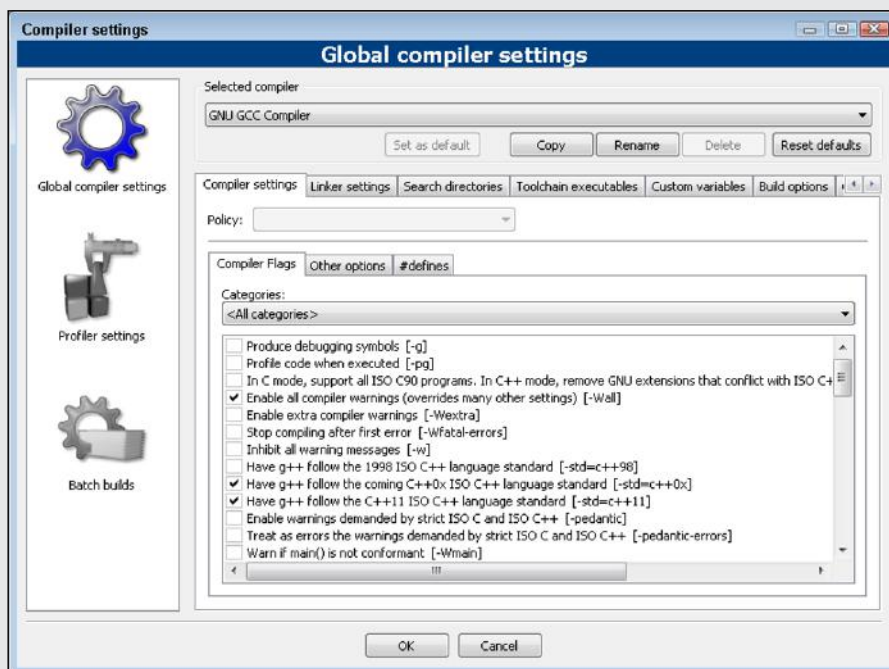 Compiler settings
Global compiler settings
Global compiler settings
Profiler settings
Batch builds
Selected compiler
GNU GCC Compiler
Set as default Copy Rename Delete Reset defaults
Compiler settings Linker settings Search directories Toolchain executables Custom variables Build options
Policy:
Compiler Flags Other options #defines
Categories:
<All categories>
Produce debugging symbols [-g]
Profile code when executed [-pg]
In C mode, support all ISO C90 programs. In C++ mode, remove GNU extensions that conflict with ISO C+
Enable all compiler warnings (overrides many other settings) [-Wall]
Enable extra compiler warnings [-Wextra]
Stop compiling after first error [-Wfatal-errors]
Inhibit all warning messages [-w]
Have g++ follow the 1998 ISO C++ language standard [-std=c++98]
Have g++ follow the coming C++0x ISO C++ language standard [-std=c++0x]
Have g++ follow the C++11 ISO C++ language standard [-std=c++11]
Enable warnings demanded by strict ISO C and ISO C++ [-pedantic]
Treat as errors the warnings demanded by strict ISO C and ISO C++ [-pedantic-errors]
Warn if main() is not conformant [-Wmain]
OK Cancel